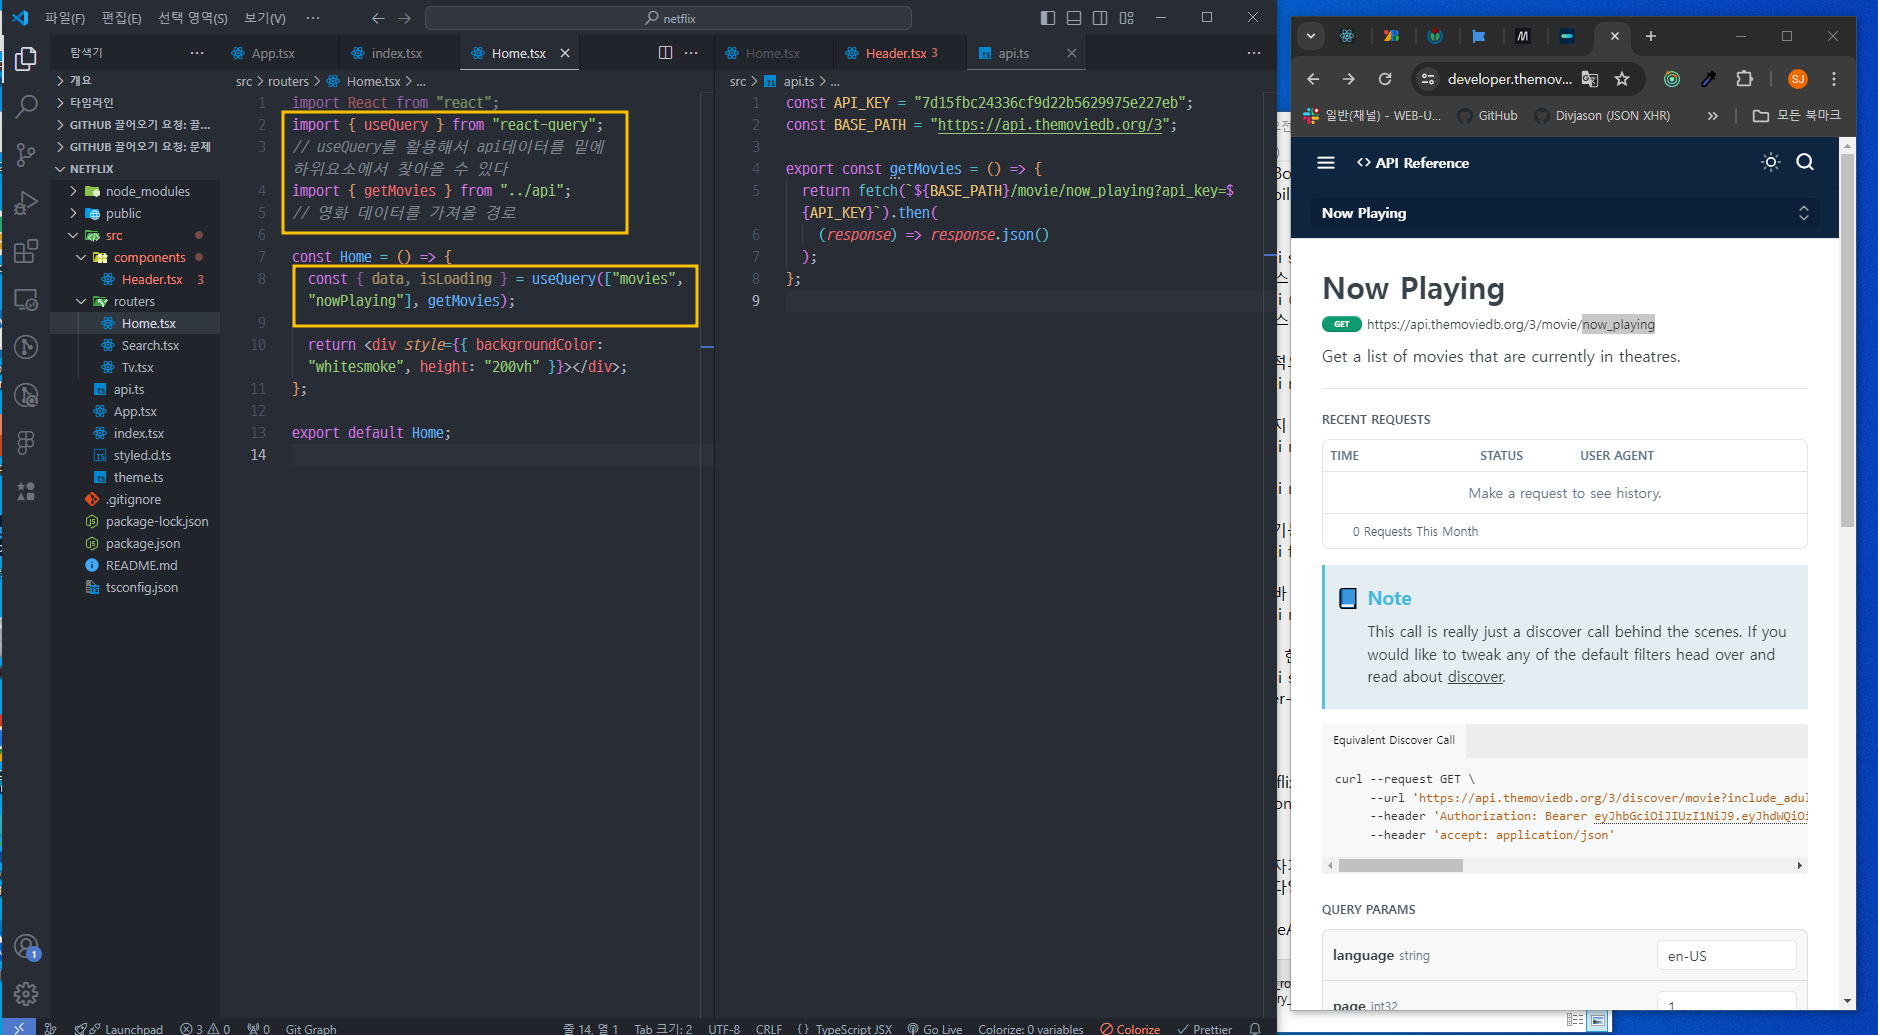 파일(F) 편집(E) 선택 영역(S) 보기(V) ··· netflix
탐색기
개요
타임라인
GITHUB 끌어오기 요청: 끌...
GITHUB 끌어오기 요청: 문제
NETFLIX
node_modules
public
src
components
Header.tsx 3
routers
Home.tsx
Search.tsx
Tv.tsx
api.ts
App.tsx
index.tsx
styled.d.ts
theme.ts
.gitignore
package-lock.json
package.json
README.md
tsconfig.json
1
App.tsx index.tsx Home.tsx
src > routers > Home.tsx > ...
1 import React from "react";
2 import { useQuery } from "react-query";
3 // useQuery를 활용해서 api데이터를 밑에
하위요소에서 찾아올 수 있다
4 import { getMovies } from "../api";
5 // 영화 데이터를 가져올 경로
6
7 const Home = () => {
8 const { data, isLoading } = useQuery(["movies",
"nowPlaying"], getMovies);
9
10 return <div style={{ backgroundColor:
"whitesmoke", height: "200vh" }}></div>;
11 };
12
13 export default Home;
14
Home.tsx Header.tsx 3 api.ts
src > api.ts > ...
1 const API_KEY = "7d15fbc24336cf9d22b5629975e227eb";
2 const BASE_PATH = "https://api.themoviedb.org/3";
3
4 export const getMovies = () => {
5 return fetch(`${BASE_PATH}/movie/now_playing?api_key=$
{API_KEY}`).then(
6 (response) => response.json()
7 );
8 };
9
Launchpad 3 0 0 Git Graph 줄 14, 열 1 Tab 크기: 2 UTF-8 CRLF {} TypeScript JSX Go Live Colorize: 0 variables Colorize Prettier
developer.themov... SJ
일반(채널) - WEB-U... GitHub Divjason (JSON XHR) » 모든 북마크
<> API Reference
Now Playing
Now Playing
GET https://api.themoviedb.org/3/movie/now_playing
Get a list of movies that are currently in theatres.
RECENT REQUESTS
TIME STATUS USER AGENT
Make a request to see history.
0 Requests This Month
Note
This call is really just a discover call behind the scenes. If you
would like to tweak any of the default filters head over and
read about discover.
Equivalent Discover Call
curl --request GET \
--url 'https://api.themoviedb.org/3/discover/movie?include_adul
--header 'Authorization: Bearer eyJhbGciOiJIUzI1NiJ9.eyJhdWQiOi
--header 'accept: application/json'
QUERY PARAMS
language string en-US
page int32 1